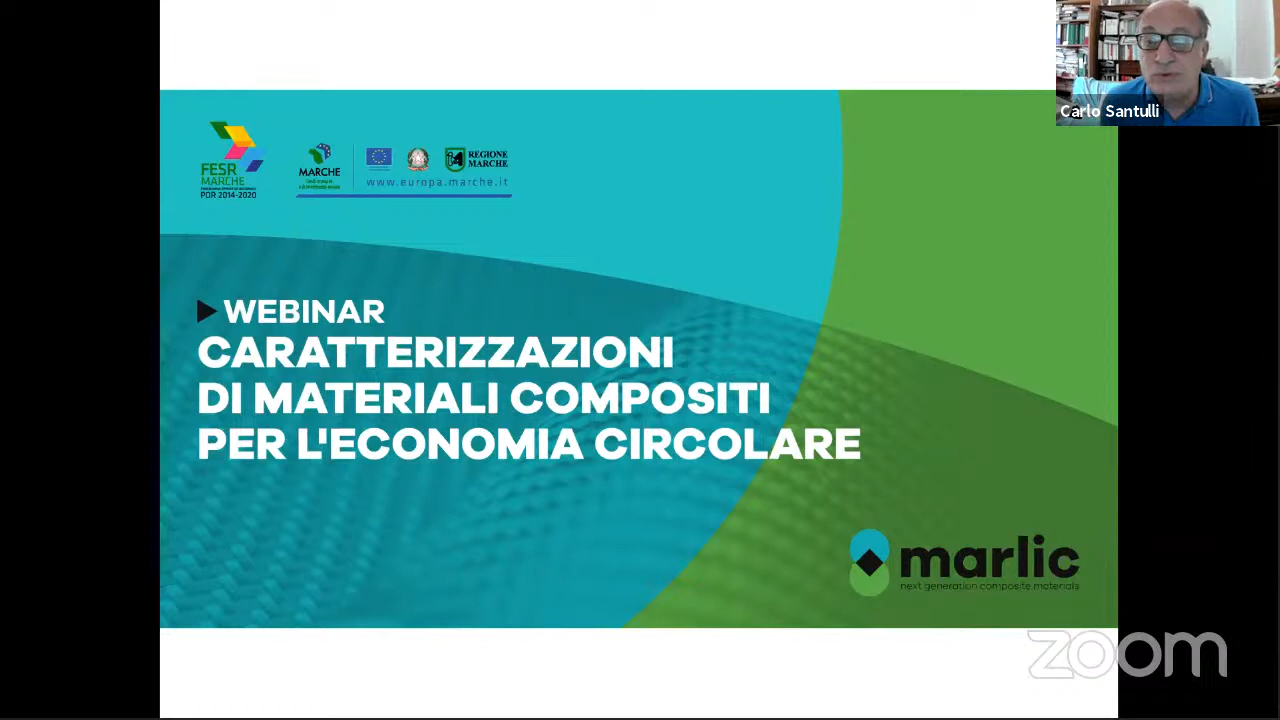 Carlo Santulli
FESR
MARCHE
POR 2014-2020
MARCHE
REGIONE
MARCHE
www.europa.marche.it
WEBINAR
CARATTERIZZAZIONI
DI MATERIALI COMPOSITI
PER L'ECONOMIA CIRCOLARE
marlic
next generation composite materials
zoom